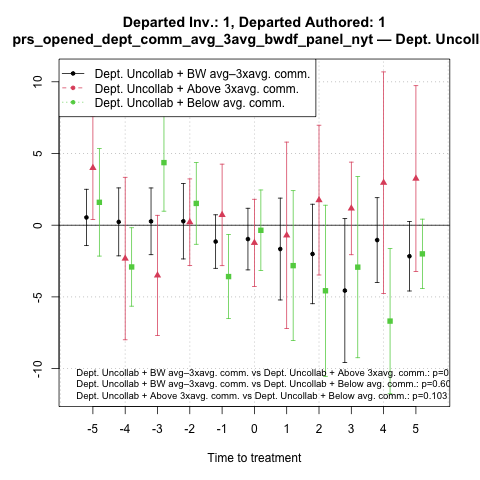 Departed Inv.: 1, Departed Authored: 1
prs_opened_dept_comm_avg_3avg_bwdf_panel_nyt — Dept. Uncoll
Dept. Uncollab + BW avg–3xavg. comm.
Dept. Uncollab + Above 3xavg. comm.
Dept. Uncollab + Below avg. comm.
10
5
0
-5
-10
Dept. Uncollab + BW avg–3xavg. comm. vs Dept. Uncollab + Above 3xavg. comm.: p=0
Dept. Uncollab + BW avg–3xavg. comm. vs Dept. Uncollab + Below avg. comm.: p=0.60
Dept. Uncollab + Above 3xavg. comm. vs Dept. Uncollab + Below avg. comm.: p=0.103
-5 -4 -3 -2 -1 0 1 2 3 4 5
Time to treatment